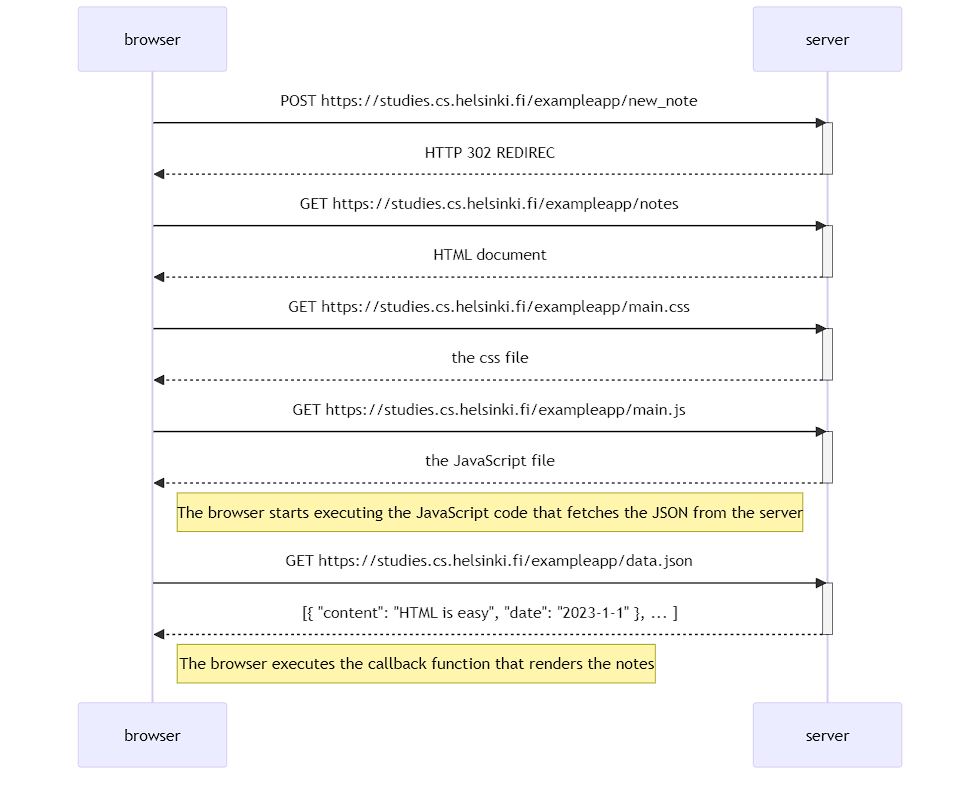 browser
server
POST https://studies.cs.helsinki.fi/exampleapp/new_note
HTTP 302 REDIREC
GET https://studies.cs.helsinki.fi/exampleapp/notes
HTML document
GET https://studies.cs.helsinki.fi/exampleapp/main.css
the css file
GET https://studies.cs.helsinki.fi/exampleapp/main.js
the JavaScript file
The browser starts executing the JavaScript code that fetches the JSON from the server
GET https://studies.cs.helsinki.fi/exampleapp/data.json
[{ "content": "HTML is easy", "date": "2023-1-1" }, ... ]
The browser executes the callback function that renders the notes
browser
server